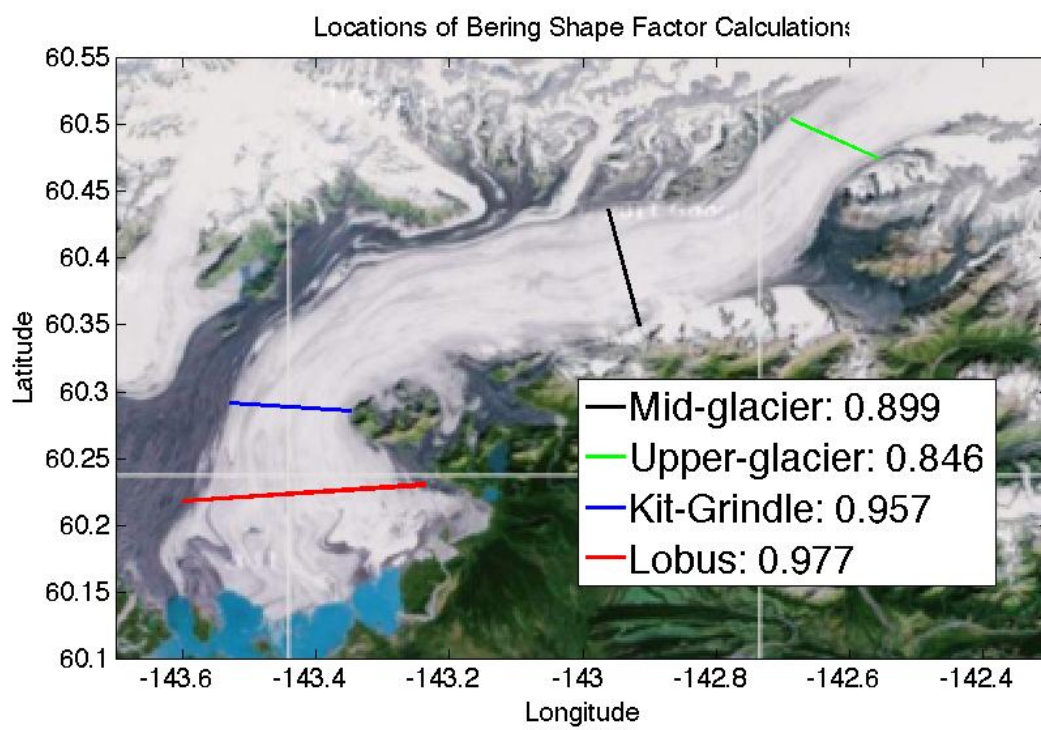 Locations of Bering Shape Factor Calculations
60.55
60.5
60.45
60.4
60.35
60.3
60.25
60.2
60.15
60.1
Latitude
Mid-glacier: 0.899
Upper-glacier: 0.846
Kit-Grindle: 0.957
Lobus: 0.977
-143.6
-143.4
-143.2
-143
-142.8
-142.6
-142.4
Longitude